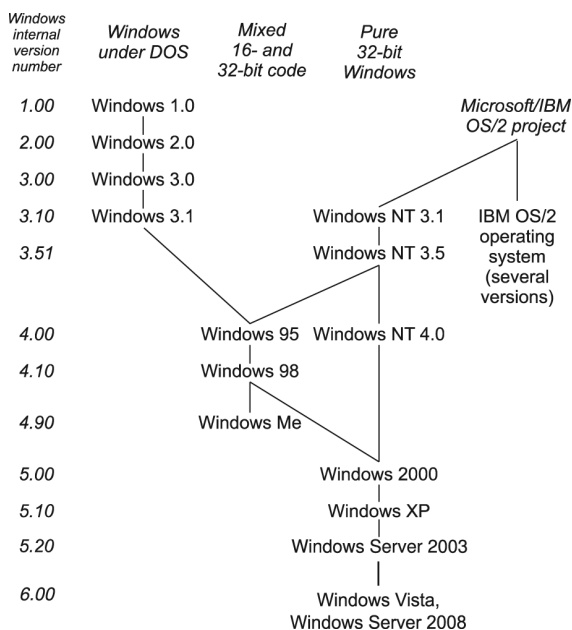 Windows
internal
version
number
Windows
under DOS
Mixed
16- and
32-bit code
Pure
32-bit
Windows
1.00 Windows 1.0 Microsoft/IBM
OS/2 project
2.00 Windows 2.0
3.00 Windows 3.0
3.10 Windows 3.1 Windows NT 3.1 IBM OS/2
operating
system
(several
versions)
3.51 Windows NT 3.5
4.00 Windows 95 Windows NT 4.0
4.10 Windows 98
4.90 Windows Me
5.00 Windows 2000
5.10 Windows XP
5.20 Windows Server 2003
6.00 Windows Vista,
Windows Server 2008